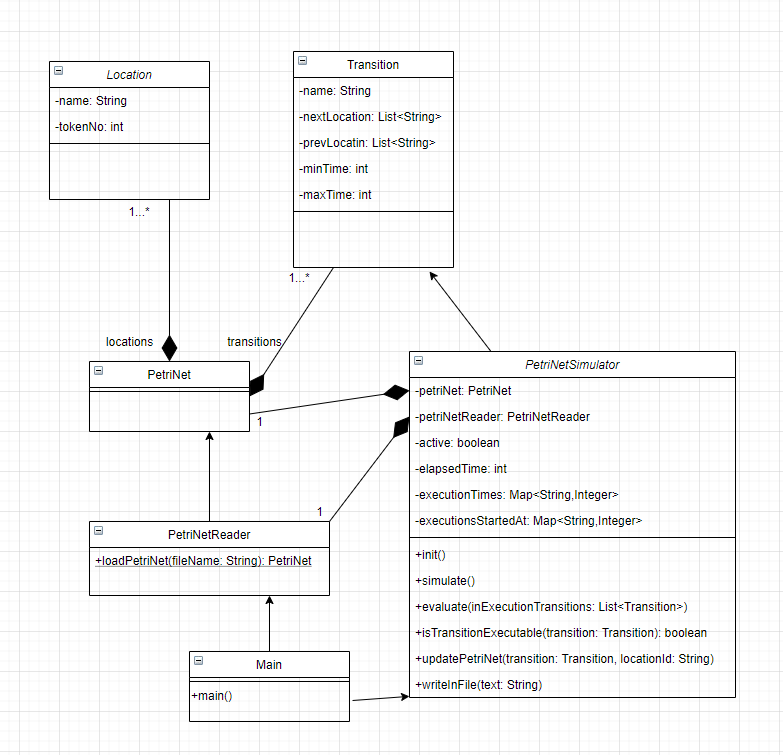 Location
-name: String
-tokenNo: int
Transition
-name: String
-nextLocation: List<String>
-prevLocatin: List<String>
-minTime: int
-maxTime: int
1...*
1...*
locations
transitions
PetriNet
1
PetriNetSimulator
-petriNet: PetriNet
-petriNetReader: PetriNetReader
-active: boolean
-elapsedTime: int
-executionTimes: Map<String,Integer>
-executionsStartedAt: Map<String,Integer>
+init()
+simulate()
+evaluate(inExecutionTransitions: List<Transition>)
+isTransitionExecutable(transition: Transition): boolean
+updatePetriNet(transition: Transition, locationId: String)
+writeInFile(text: String)
1
PetriNetReader
+loadPetriNet(fileName: String): PetriNet
Main
+main()